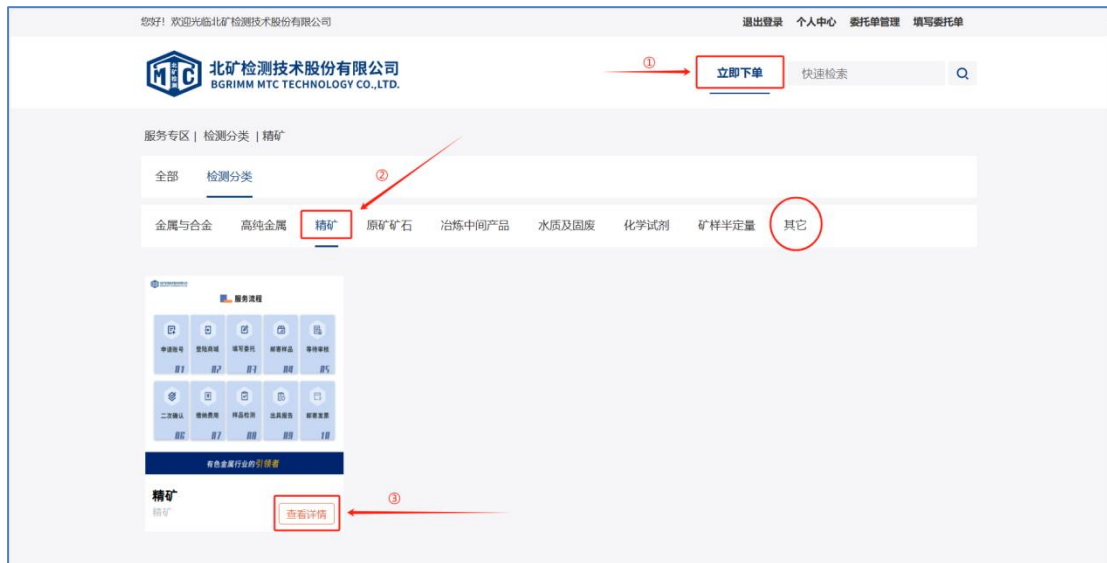 您好！欢迎光临北矿检测技术股份有限公司
退出登录 个人中心 委托单管理 填写委托单
MTC 北矿检测
北矿检测技术股份有限公司
BGRIMM MTC TECHNOLOGY CO.,LTD.
①
立即下单
快速检索
服务专区 | 检测分类 | 精矿
全部 检测分类
②
金属与合金 高纯金属 精矿 原矿矿石 冶炼中间产品 水质及固废 化学试剂 矿样半定量 其它
服务流程
申请账号 登陆商城 填写委托 邮寄样品 等待审核
01 02 03 04 05
二次确认 缴纳费用 样品检测 出具报告 邮寄发票
06 07 08 09 10
有色金属行业的引领者
精矿
精矿
查看详情
③